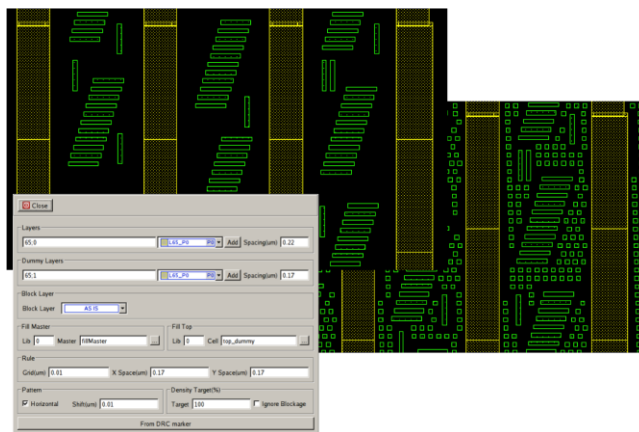 Close
Layers
65;0 L65_P0 P0 Add Spacing(um) 0.22
Dummy Layers
65;1 L65_P0 P0 Add Spacing(um) 0.17
Block Layer
Block Layer AS IS
Fill Master Fill Top
Lib 0 Master fillMaster ... Lib 0 Cell top_dummy ...
Rule
Grid(um) 0.01 X Space(um) 0.17 Y Space(um) 0.17
Pattern Density Target(%)
Horizontal Shift(um) 0.01 Target 100 Ignore Blockage
From DRC marker